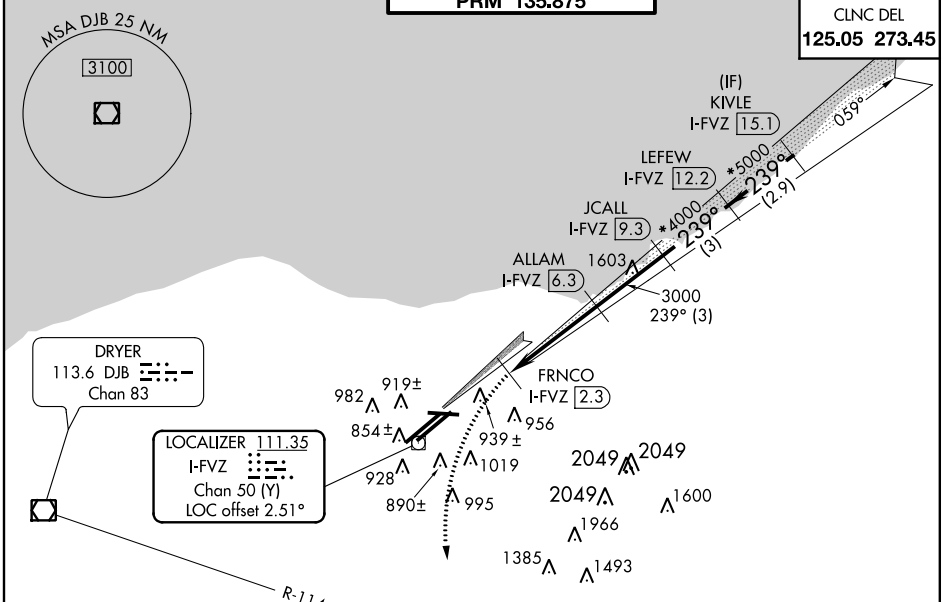 PRM 135.875
CLNC DEL
125.05 273.45
MSA DJB 25 NM
3100
(IF)
KIVLE
I-FVZ 15.1
059°
LEFEW
I-FVZ 12.2
*5000
239°
(2.9)
JCALL
I-FVZ 9.3
*4000
239°
(3)
ALLAM
I-FVZ 6.3
1603
3000
239° (3)
DRYER
113.6 DJB
Chan 83
FRNCO
I-FVZ 2.3
982
919±
854±
939±
956
LOCALIZER 111.35
I-FVZ
Chan 50 (Y)
LOC offset 2.51°
928
890±
1019
995
2049
2049
2049
1600
1966
1385
1493